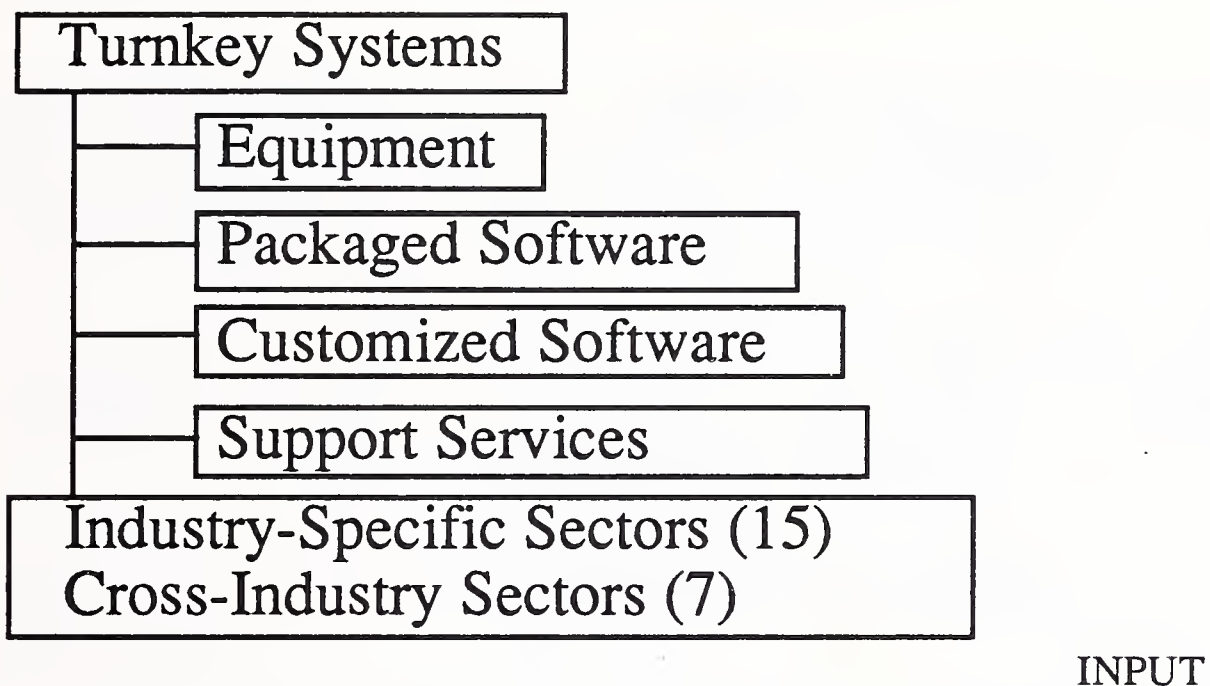 Turnkey Systems
Equipment
Packaged Software
Customized Software
Support Services
Industry-Specific Sectors (15)
Cross-Industry Sectors (7)
INPUT